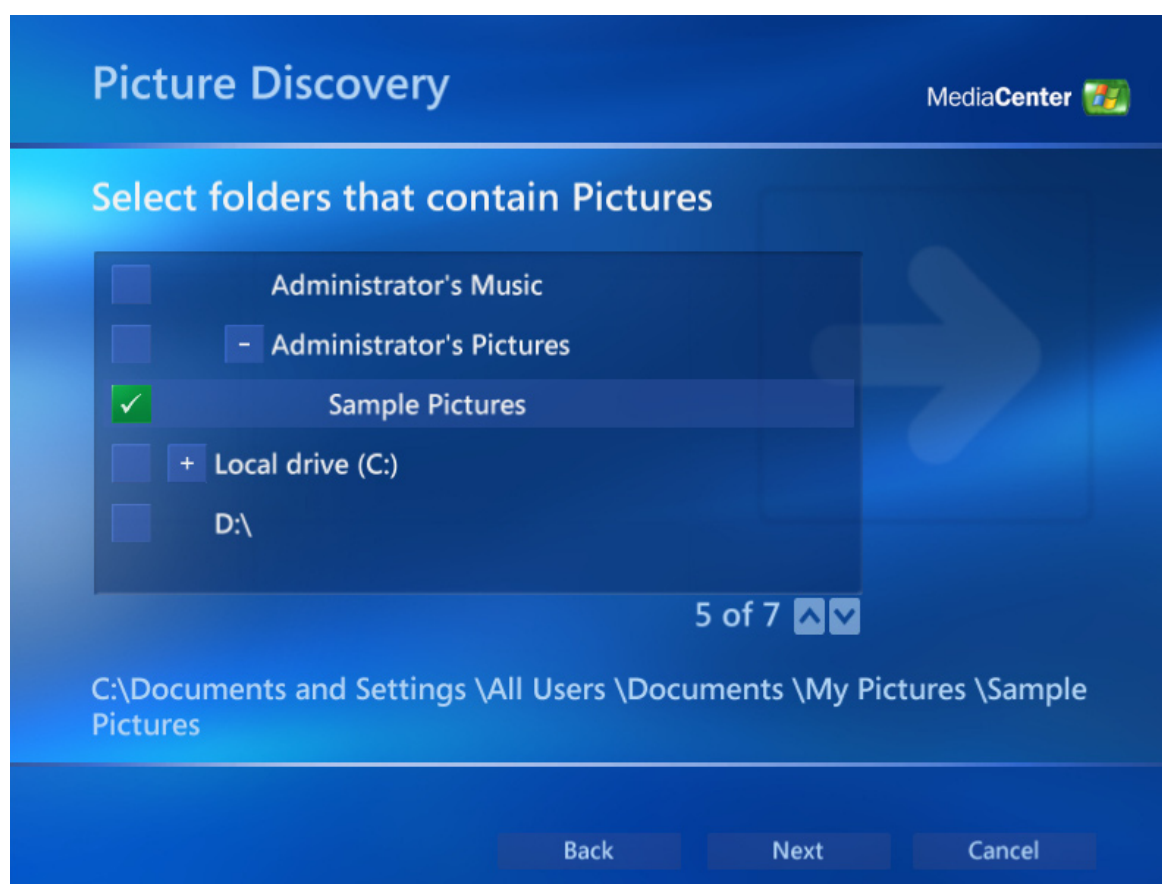 Picture Discovery
MediaCenter
Select folders that contain Pictures
Administrator's Music
- Administrator's Pictures
✓ Sample Pictures
+ Local drive (C:)
D:\
5 of 7
C:\Documents and Settings \All Users \Documents \My Pictures \Sample
Pictures
Back Next Cancel